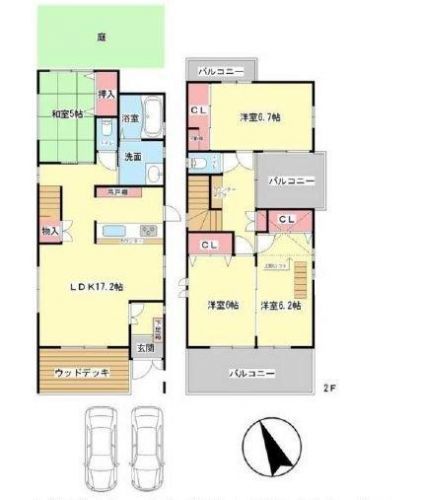 庭
押入
和室5帖
浴室
洗面
物入
LDK17.2帖
下足箱
玄関
ウッドデッキ
バルコニー
CL
洋室6.7帖
バルコニー
CL
CL
洋室6帖
洋室6.2帖
バルコニー
2F